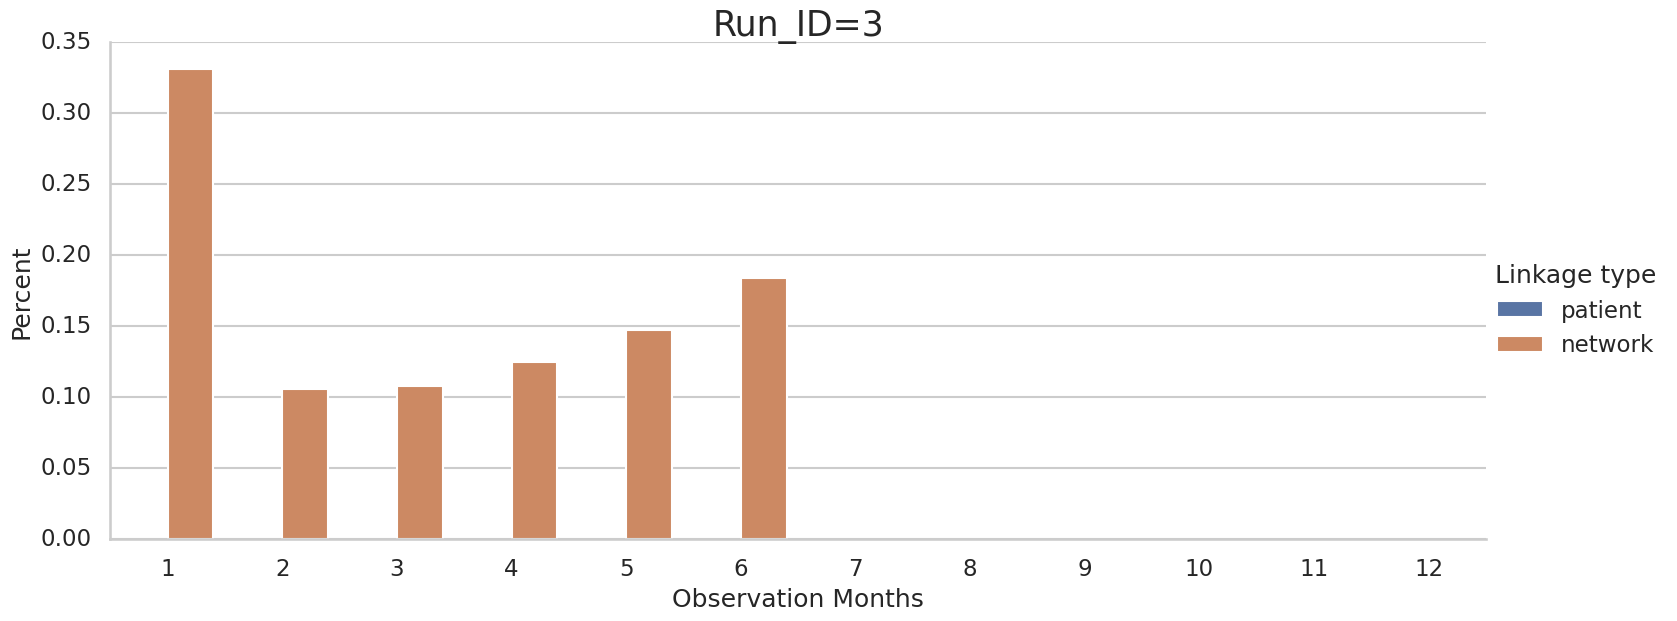 Run_ID=3
0.35
0.30
0.25
0.20
0.15
0.10
0.05
0.00
Percent
1 2 3 4 5 6 7 8 9 10 11 12
Observation Months
Linkage type
patient
network